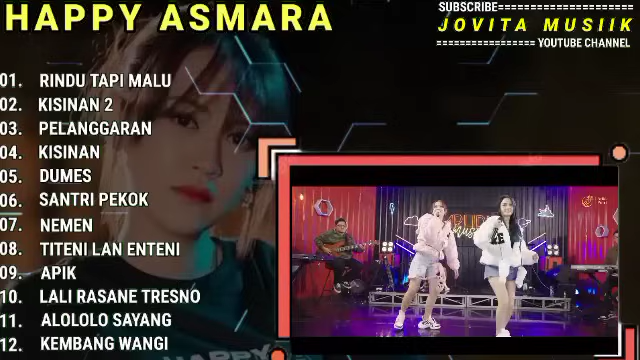 HAPPY ASMARA
SUBSCRIBE====================
JOVITA MUSIIK
=============== YOUTUBE CHANNEL
01. RINDU TAPI MALU
02. KISINAN 2
03. PELANGGARAN
04. KISINAN
05. DUMES
06. SANTRI PEKOK
07. NEMEN
08. TITENI LAN ENTENI
09. APIK
10. LALI RASANE TRESNO
11. ALOLOLO SAYANG
12. KEMBANG WANGI